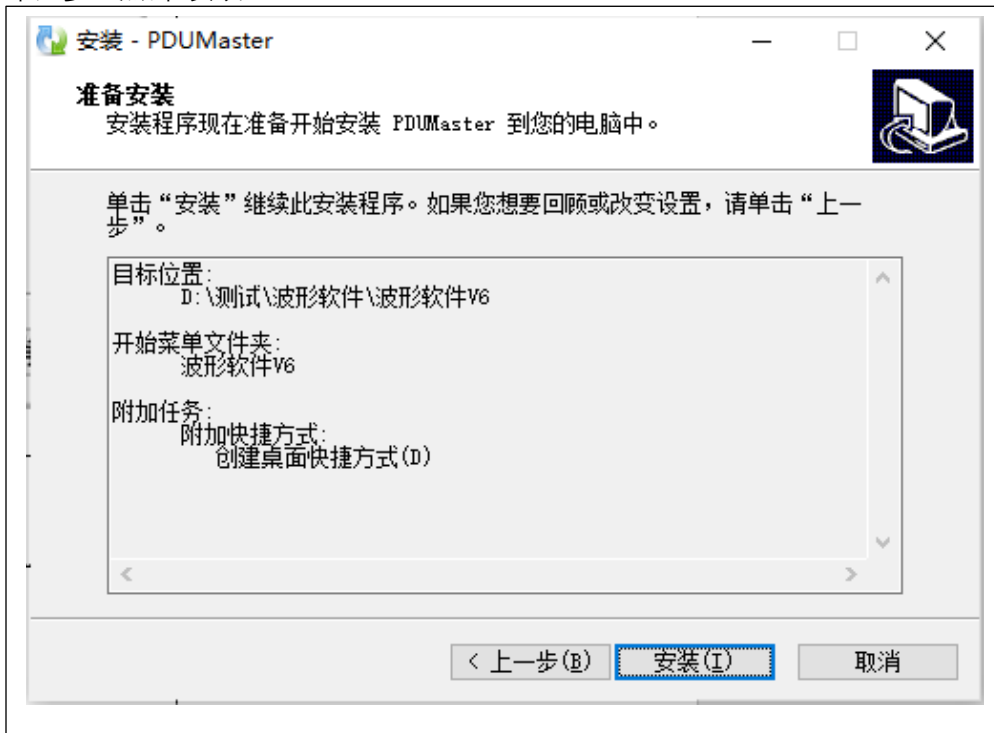 安装 - PDUMaster
准备安装
安装程序现在准备开始安装 PDUMaster 到您的电脑中。
单击“安装”继续此安装程序。如果您想要回顾或改变设置，请单击“上一
步”。
目标位置:
D:\测试\波形软件\波形软件V6
开始菜单文件夹:
波形软件V6
附加任务:
附加快捷方式:
创建桌面快捷方式(D)
< 上一步(B)
安装(I)
取消